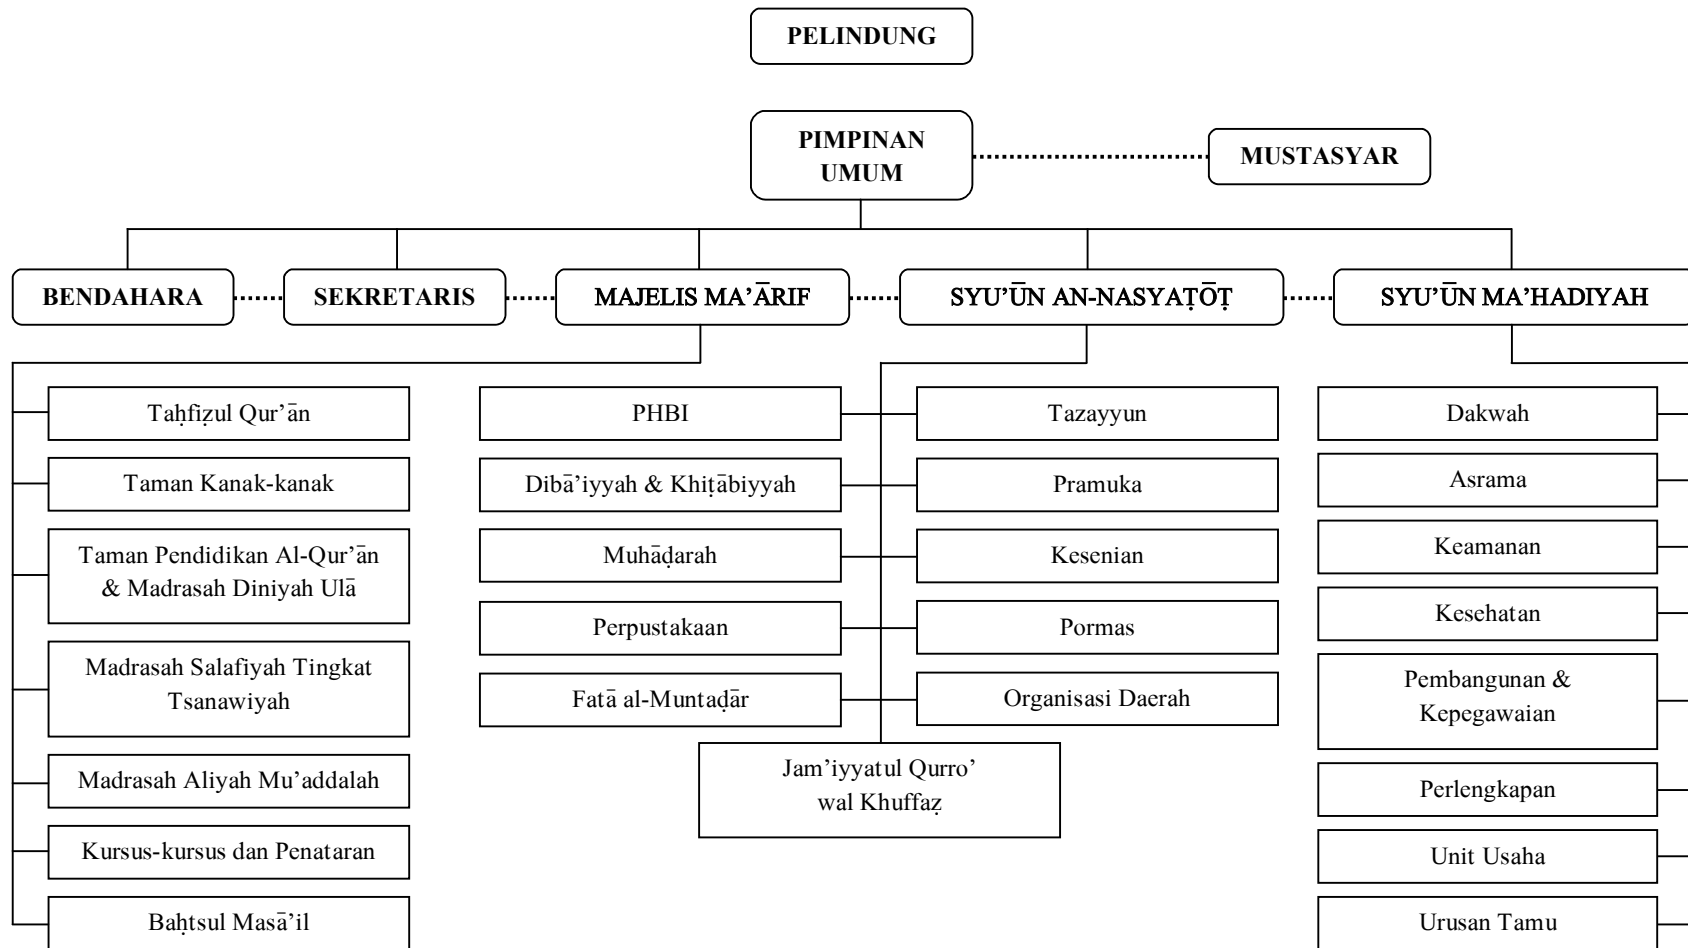 PELINDUNG
PIMPINAN
UMUM
MUSTASYAR
BENDAHARA
SEKRETARIS
MAJELIS MA’ĀRIF
SYU’ŪN AN-NASYAṬŌṬ
SYU’ŪN MA’HADIYAH
Taḥfiẓul Qur’ān
Taman Kanak-kanak
Taman Pendidikan Al-Qur’ān
& Madrasah Diniyah Ulā
Madrasah Salafiyah Tingkat
Tsanawiyah
Madrasah Aliyah Mu’addalah
Kursus-kursus dan Penataran
Baḥtsul Masā’il
PHBI
Dibā’iyyah & Khiṭābiyyah
Muhāḍarah
Perpustakaan
Fatā al-Muntaḍār
Tazayyun
Pramuka
Kesenian
Pormas
Organisasi Daerah
Jam’iyyatul Qurro’
wal Khuffaẓ
Dakwah
Asrama
Keamanan
Kesehatan
Pembangunan &
Kepegawaian
Perlengkapan
Unit Usaha
Urusan Tamu